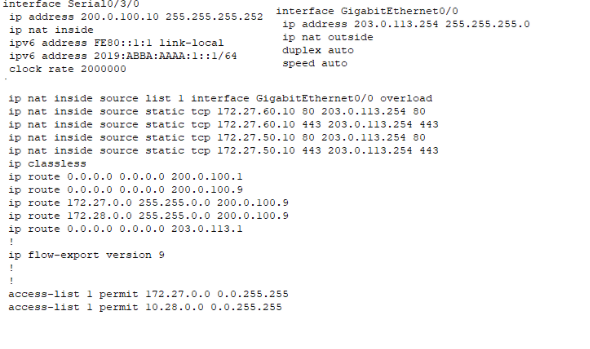 interface Serial0/3/0
ip address 200.0.100.10 255.255.255.252
ip nat inside
ipv6 address FE80::1:1 link-local
ipv6 address 2019:ABBA:AAAA:1::1/64
clock rate 2000000
interface GigabitEthernet0/0
ip address 203.0.113.254 255.255.255.0
ip nat outside
duplex auto
speed auto
ip nat inside source list 1 interface GigabitEthernet0/0 overload
ip nat inside source static tcp 172.27.60.10 80 203.0.113.254 80
ip nat inside source static tcp 172.27.60.10 443 203.0.113.254 443
ip nat inside source static tcp 172.27.50.10 80 203.0.113.254 80
ip nat inside source static tcp 172.27.50.10 443 203.0.113.254 443
ip classless
ip route 0.0.0.0 0.0.0.0 200.0.100.1
ip route 0.0.0.0 0.0.0.0 200.0.100.9
ip route 172.27.0.0 255.255.0.0 200.0.100.9
ip route 172.28.0.0 255.255.0.0 200.0.100.9
ip route 0.0.0.0 0.0.0.0 203.0.113.1
!
ip flow-export version 9
!
!
access-list 1 permit 172.27.0.0 0.0.255.255
access-list 1 permit 10.28.0.0 0.0.255.255